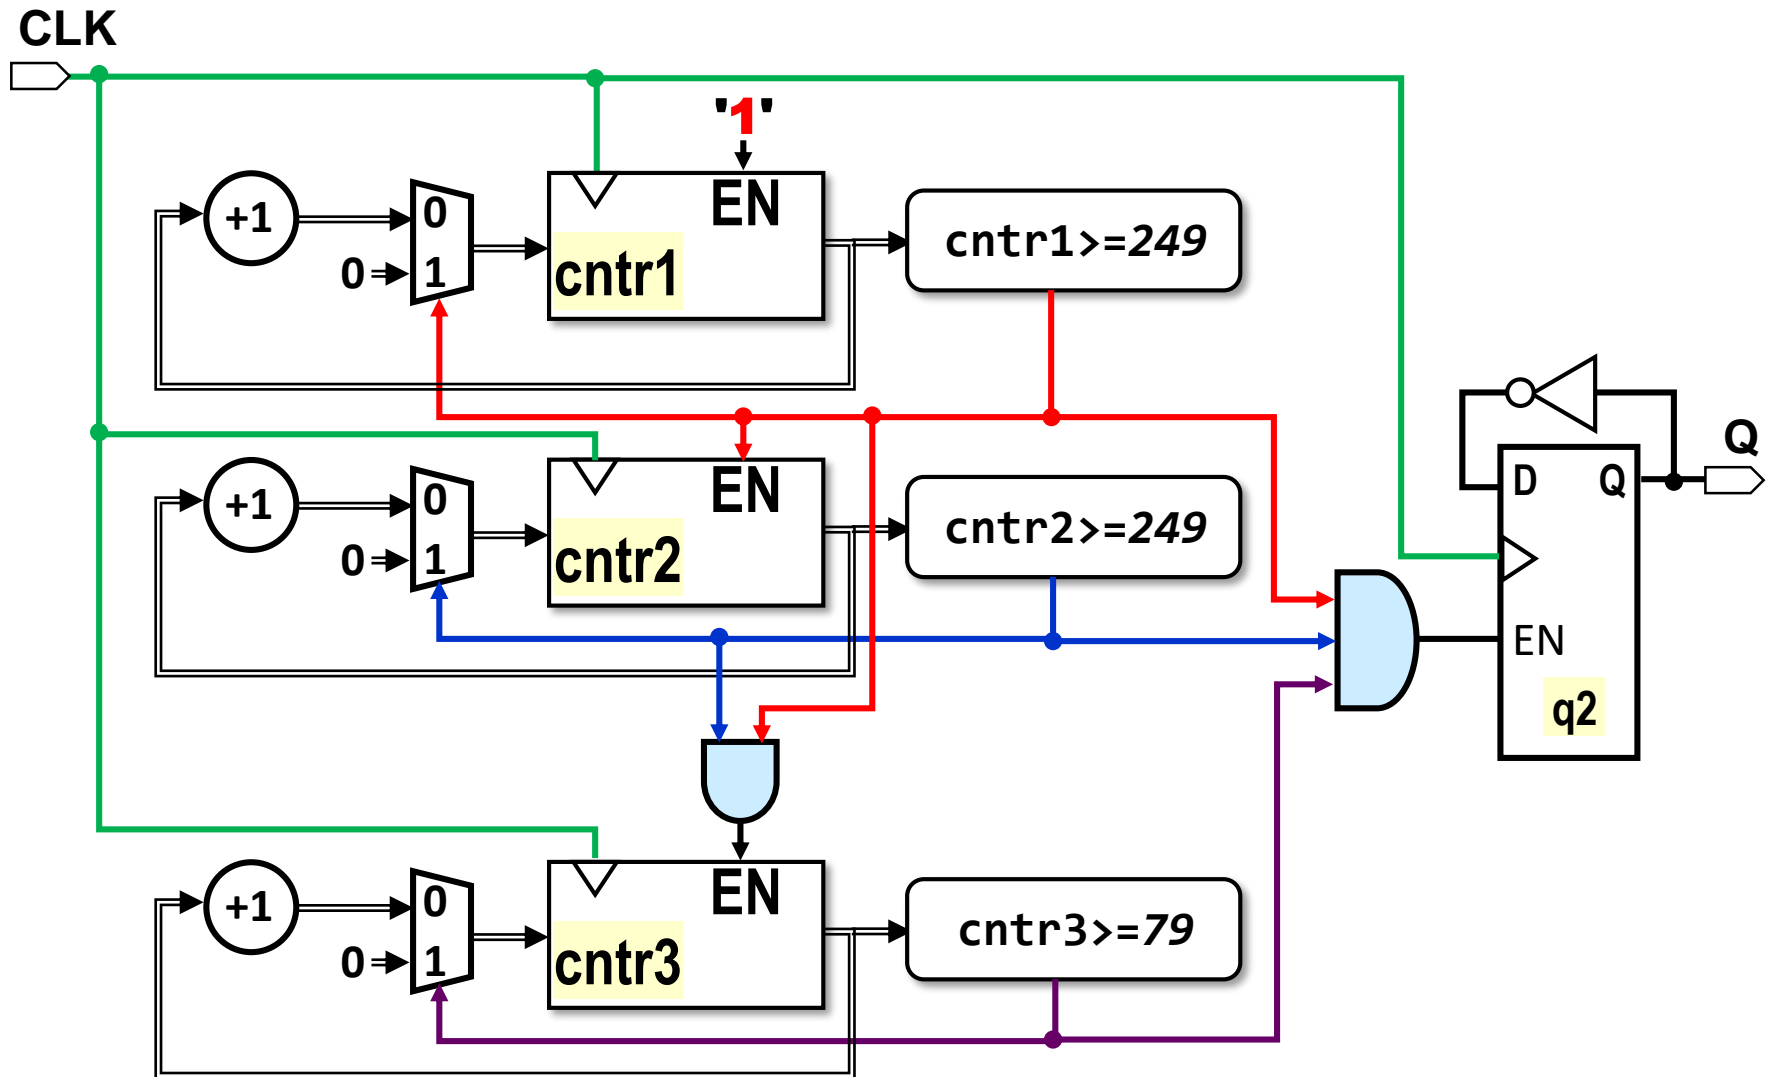 CLK
'1'
+1
0
0
1
EN
cntr1
cntr1>=249
+1
0
0
1
EN
cntr2
cntr2>=249
Q
D
Q
EN
q2
+1
0
0
1
EN
cntr3
cntr3>=79